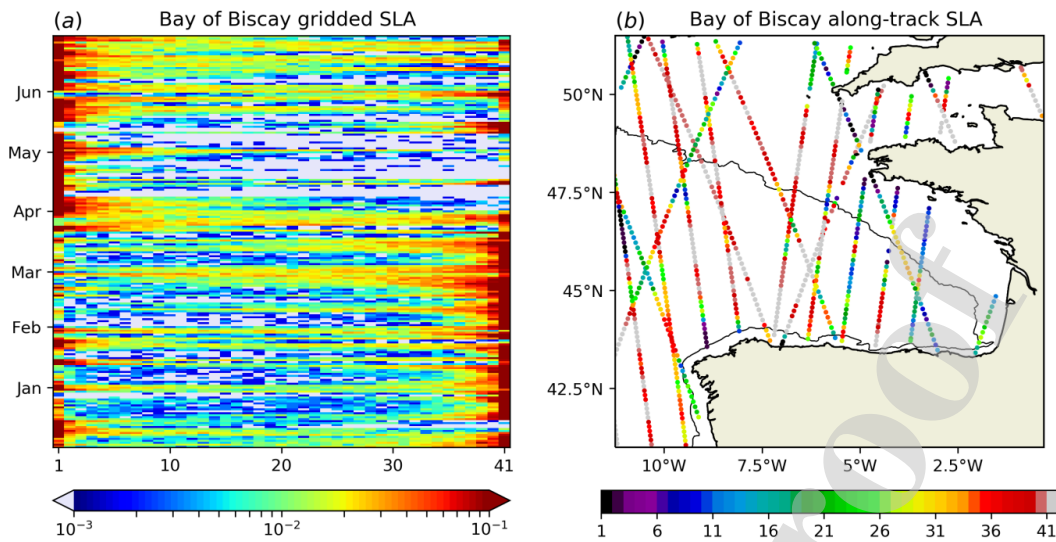 (a) Bay of Biscay gridded SLA
Jun
May
Apr
Mar
Feb
Jan
1 10 20 30 41
10⁻³ 10⁻² 10⁻¹
(b) Bay of Biscay along-track SLA
50°N
47.5°N
45°N
42.5°N
10°W 7.5°W 5°W 2.5°W
1 6 11 16 21 26 31 36 41
roof